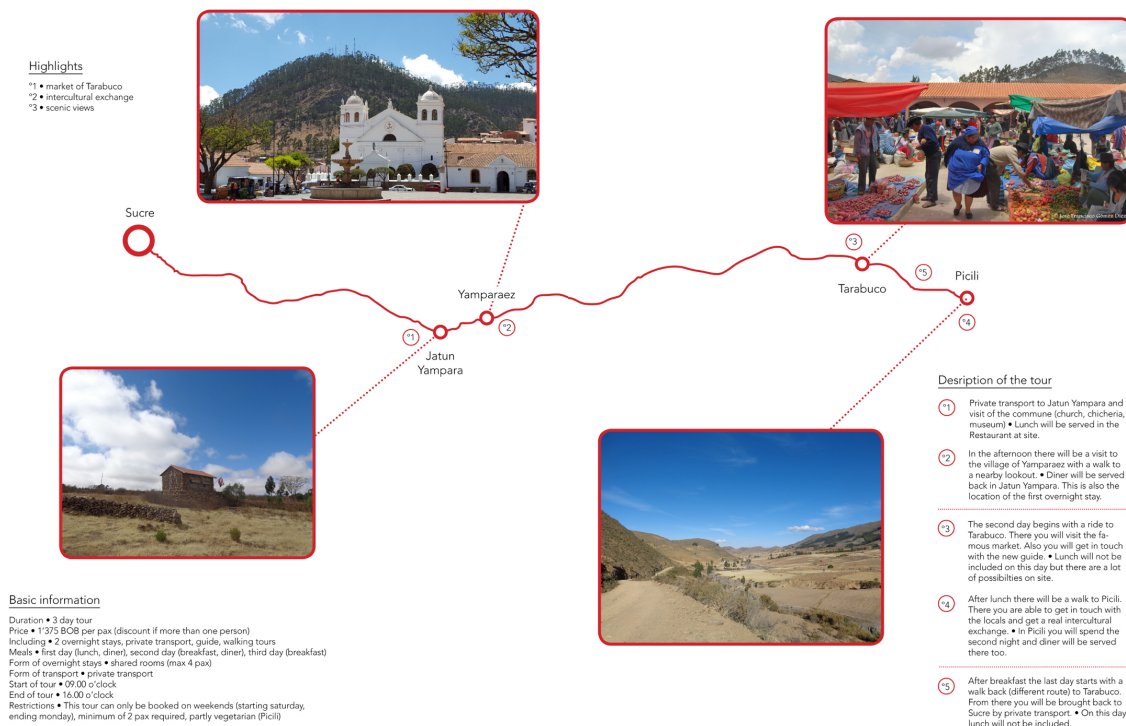 Highlights
°1 • market of Tarabuco
°2 • intercultural exchange
°3 • scenic views
© José Francisco Gómez
Sucre
°3
°5
Picili
Tarabuco
Yamparaez
°4
°1
°2
Jatun
Yampara
Desription of the tour
°1
Private transport to Jatun Yampara and
visit of the commune (church, chicheria,
museum) • Lunch will be served in the
Restaurant at site.
°2
In the afternoon there will be a visit to
the village of Yamparaez with a walk to
a nearby lookout. • Diner will be served
back in Jatun Yampara. This is also the
location of the first overnight stay.
°3
The second day begins with a ride to
Tarabuco. There you will visit the fa-
mous market. Also you will get in touch
with the new guide. • Lunch will not be
included on this day but there are a lot
of possibilties on site.
°4
After lunch there will be a walk to Picili.
There you are able to get in touch with
the locals and get a real intercultural
exchange. • In Picili you will spend the
second night and diner will be served
there too.
°5
After breakfast the last day starts with a
walk back (different route) to Tarabuco.
From there you will be brought back to
Sucre by private transport. • On this day
lunch will not be included.
Basic information
Duration • 3 day tour
Price • 1'375 BOB per pax (discount if more than one person)
Including • 2 overnight stays, private transport, guide, walking tours
Meals • first day (lunch, diner), second day (breakfast, diner), third day (breakfast)
Form of overnight stays • shared rooms (max 4 pax)
Form of transport • private transport
Start of tour • 09.00 o'clock
End of tour • 16.00 o'clock
Restrictions • This tour can only be booked on weekends (starting saturday,
ending monday), minimum of 2 pax required, partly vegetarian (Picili)